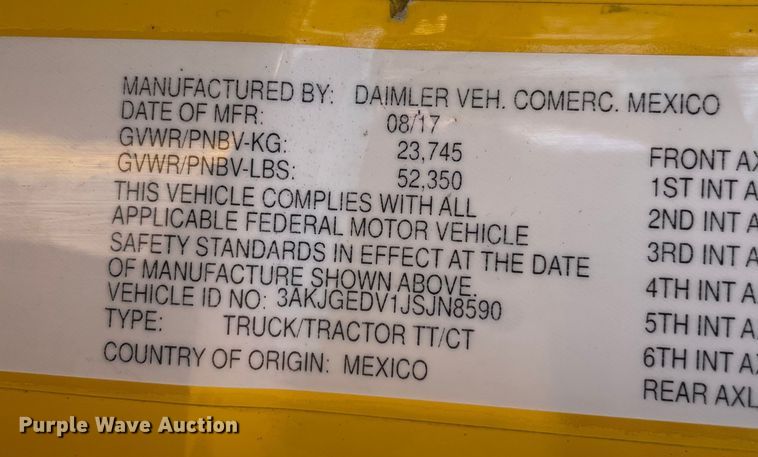 MANUFACTURED BY: DAIMLER VEH. COMERC. MEXICO
DATE OF MFR: 08/17
GVWR/PNBV-KG: 23,745
GVWR/PNBV-LBS: 52,350
THIS VEHICLE COMPLIES WITH ALL
APPLICABLE FEDERAL MOTOR VEHICLE
SAFETY STANDARDS IN EFFECT AT THE DATE
OF MANUFACTURE SHOWN ABOVE.
VEHICLE ID NO: 3AKJGEDV1JSJN8590
TYPE: TRUCK/TRACTOR TT/CT
COUNTRY OF ORIGIN: MEXICO
FRONT AX
1ST INT A
2ND INT A
3RD INT A
4TH INT A
5TH INT A
6TH INT AX
REAR AXL
Purple Wave Auction